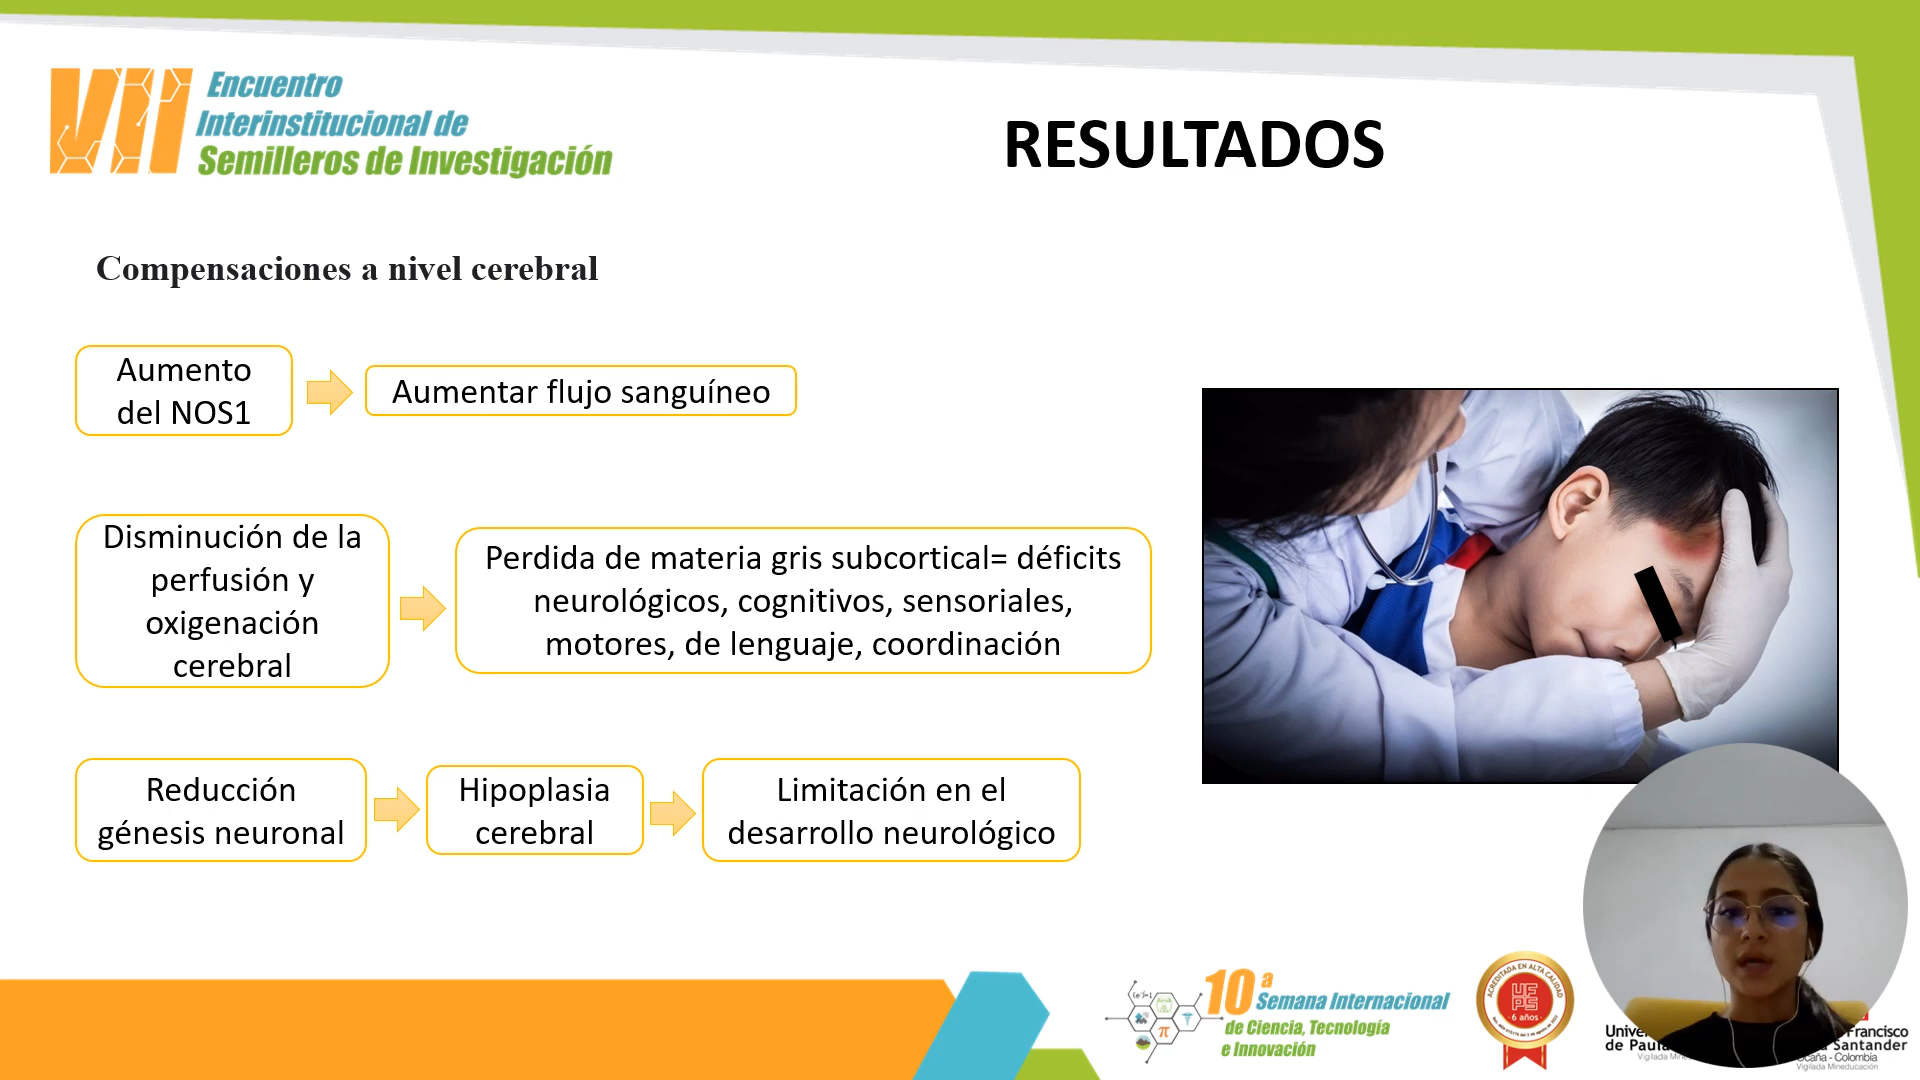 VII
Encuentro
Interinstitucional de
Semilleros de Investigación
RESULTADOS
Compensaciones a nivel cerebral
Aumento
del NOS1
Aumentar flujo sanguíneo
Disminución de la
perfusión y
oxigenación
cerebral
Perdida de materia gris subcortical= déficits
neurológicos, cognitivos, sensoriales,
motores, de lenguaje, coordinación
Reducción
génesis neuronal
Hipoplasia
cerebral
Limitación en el
desarrollo neurológico
10ª
Semana Internacional
de Ciencia, Tecnología
e Innovación
π
ACREDITADA EN ALTA CALIDAD
UF
PS
6 años
Francisco
de Paula Santander
Ocaña - Colombia
Vigilada Mineducación